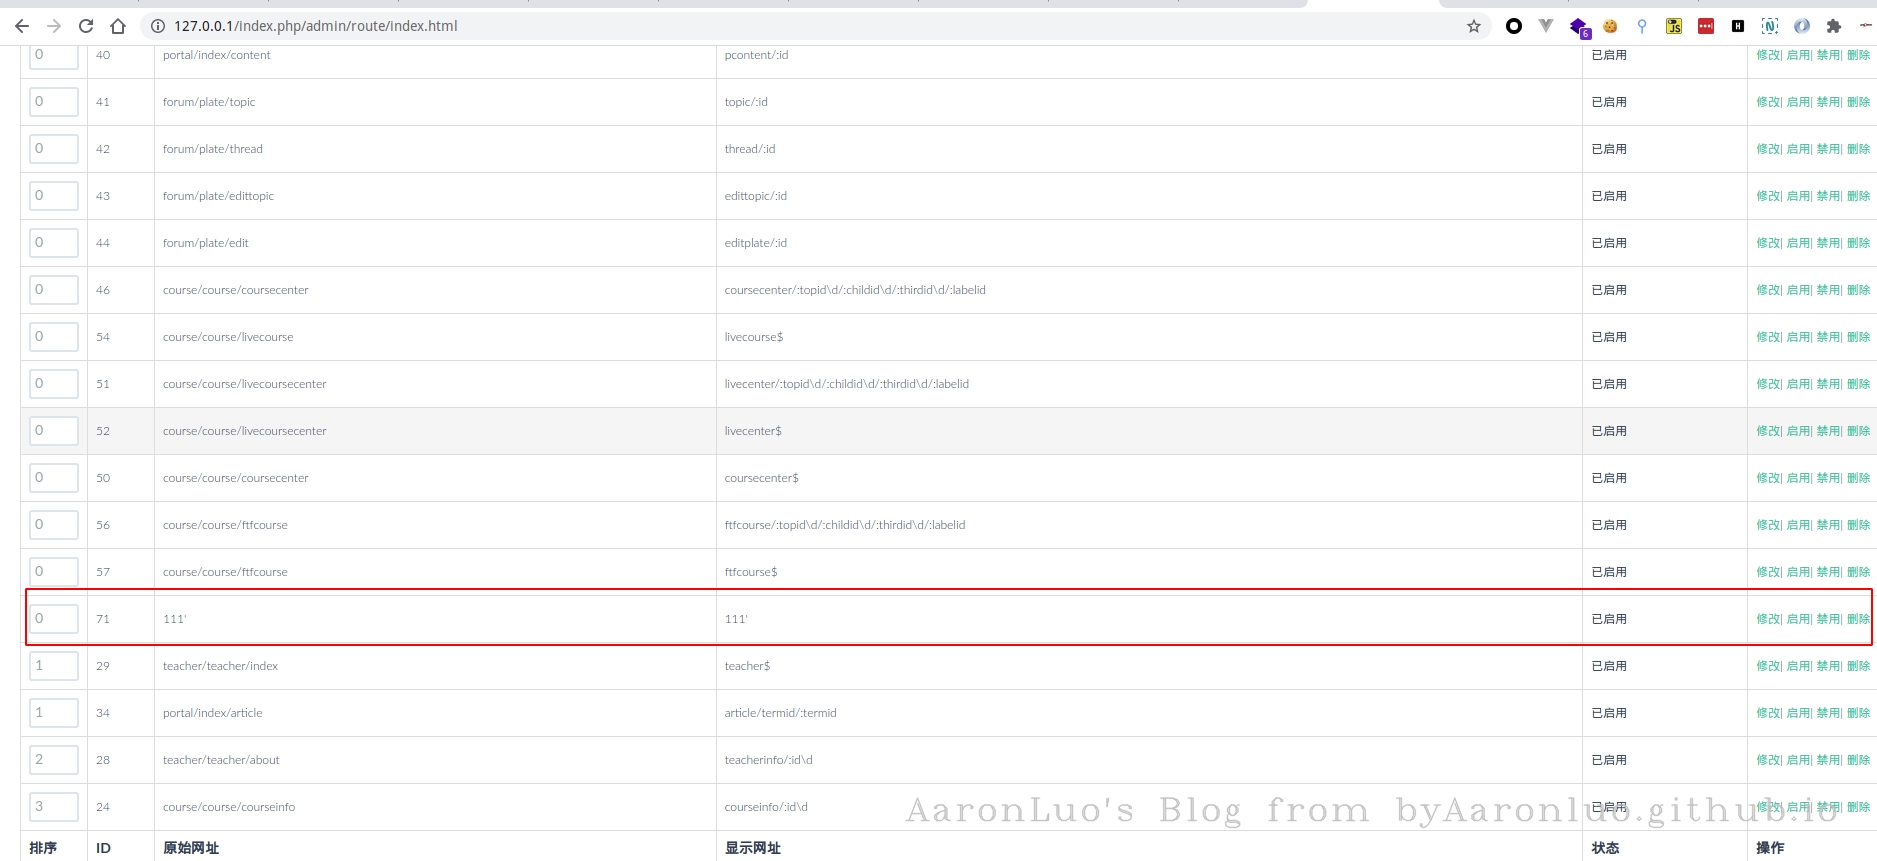 127.0.0.1/index.php/admin/route/index.html
6
JS
H
N
0 40 portal/index/content pcontent/:id 已启用 修改| 启用| 禁用| 删除
0 41 forum/plate/topic topic/:id 已启用 修改| 启用| 禁用| 删除
0 42 forum/plate/thread thread/:id 已启用 修改| 启用| 禁用| 删除
0 43 forum/plate/edittopic edittopic/:id 已启用 修改| 启用| 禁用| 删除
0 44 forum/plate/edit editplate/:id 已启用 修改| 启用| 禁用| 删除
0 46 course/course/coursecenter coursecenter/:topid\d/:childid\d/:thirdid\d/:labelid 已启用 修改| 启用| 禁用| 删除
0 54 course/course/livecourse livecourse$ 已启用 修改| 启用| 禁用| 删除
0 51 course/course/livecoursecenter livecenter/:topid\d/:childid\d/:thirdid\d/:labelid 已启用 修改| 启用| 禁用| 删除
0 52 course/course/livecoursecenter livecenter$ 已启用 修改| 启用| 禁用| 删除
0 50 course/course/coursecenter coursecenter$ 已启用 修改| 启用| 禁用| 删除
0 56 course/course/ftfcourse ftfcourse/:topid\d/:childid\d/:thirdid\d/:labelid 已启用 修改| 启用| 禁用| 删除
0 57 course/course/ftfcourse ftfcourse$ 已启用 修改| 启用| 禁用| 删除
0 71 111' 111' 已启用 修改| 启用| 禁用| 删除
1 29 teacher/teacher/index teacher$ 已启用 修改| 启用| 禁用| 删除
1 34 portal/index/article article/termid/:termid 已启用 修改| 启用| 禁用| 删除
2 28 teacher/teacher/about teacherinfo/:id\d 已启用 修改| 启用| 禁用| 删除
3 24 course/course/courseinfo courseinfo/:id\d 已启用 修改| 启用| 禁用| 删除
AaronLuo's Blog from byAaronluo.github.io
排序 ID 原始网址 显示网址 状态 操作